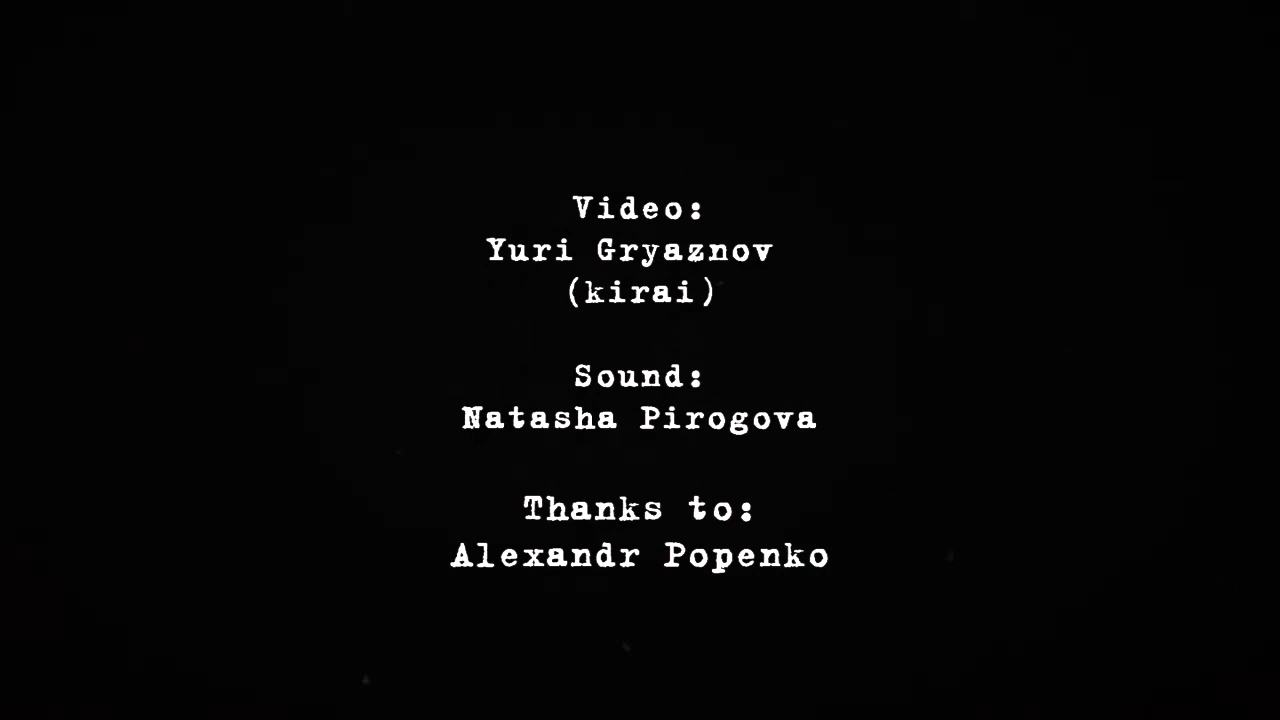 Video:
Yuri Gryaznov
(kirai)
Sound:
Natasha Pirogova
Thanks to:
Alexandr Popenko